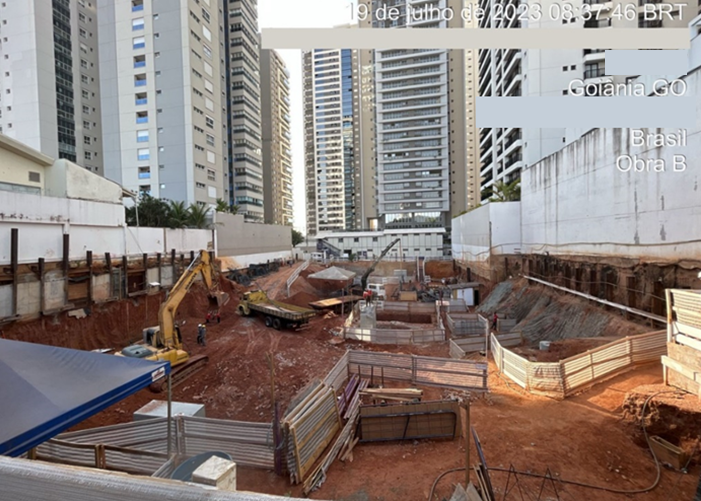 19 de julho de 2023 08:37:46 BRT
Goiânia GO
Brasil
Obra B